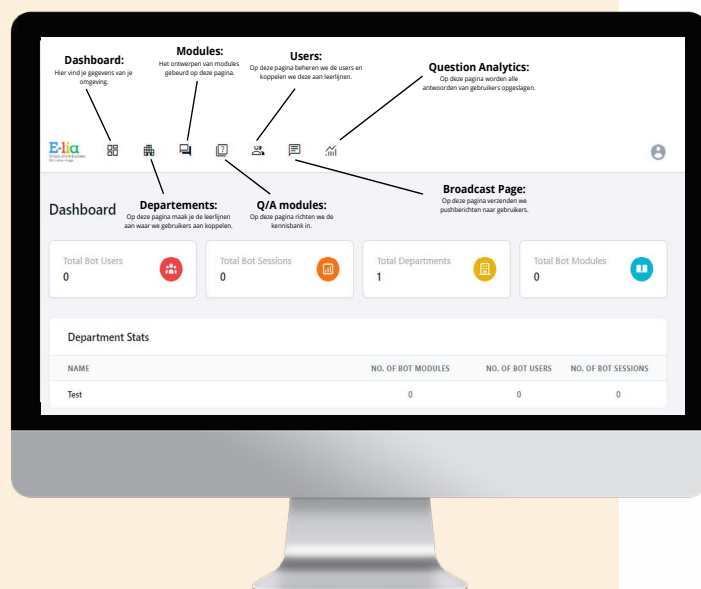 Dashboard:
Hier vind je gegevens van je
omgeving.
Modules:
Het ontwerpen van modules
gebeurd op deze pagina.
Users:
Op deze pagina beheren we de users en
koppelen we deze aan leerlijnen.
Question Analytics:
Op deze pagina worden alle
antwoorden van gebruikers opgeslagen.
E·lia
Departements:
Op deze pagina maak je de leerlijnen
aan waar we gebruikers aan koppelen.
Q/A modules:
Op deze pagina richten we de
kennisbank in.
Broadcast Page:
Op deze pagina verzenden we
pushberichten naar gebruikers.
Dashboard
Total Bot Users
0
Total Bot Sessions
0
Total Departments
1
Total Bot Modules
0
Department Stats
NAME NO. OF BOT MODULES NO. OF BOT USERS NO. OF BOT SESSIONS
Test 0 0 0